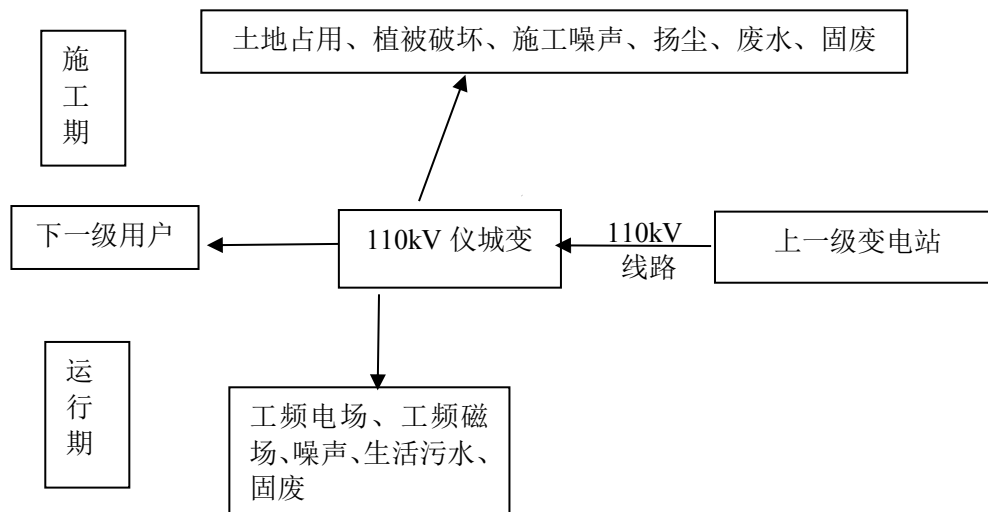 土地占用、植被破坏、施工噪声、扬尘、废水、固废
施
工
期
下一级用户
110kV 仪城变
110kV
线路
上一级变电站
运
行
期
工频电场、工频磁
场、噪声、生活污水、
固废